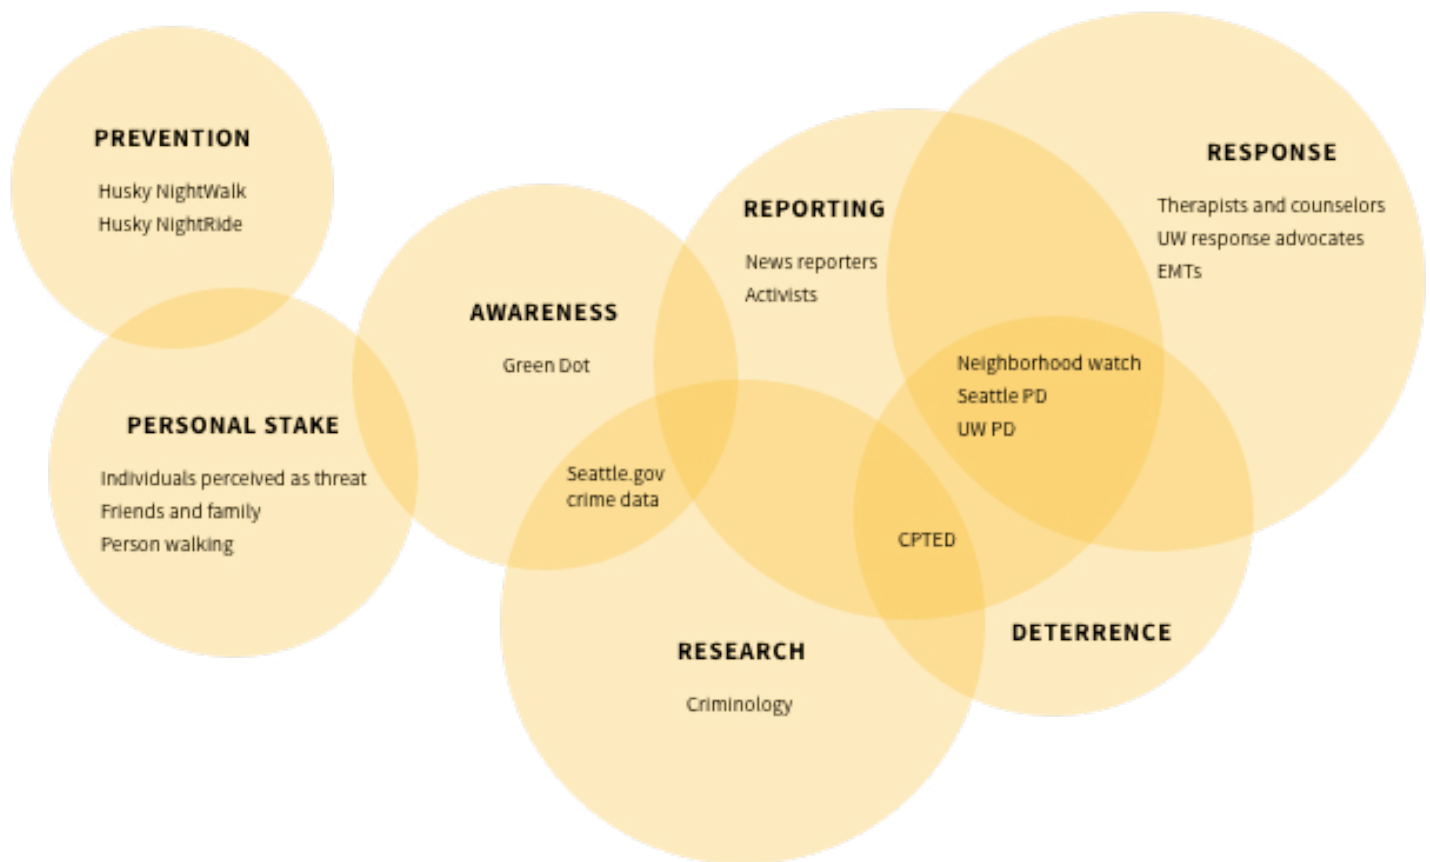 PREVENTION
Husky NightWalk
Husky NightRide
PERSONAL STAKE
Individuals perceived as threat
Friends and family
Person walking
AWARENESS
Green Dot
Seattle.gov
crime data
REPORTING
News reporters
Activists
RESPONSE
Therapists and counselors
UW response advocates
EMTs
Neighborhood watch
Seattle PD
UW PD
CPTED
DETERRENCE
RESEARCH
Criminology